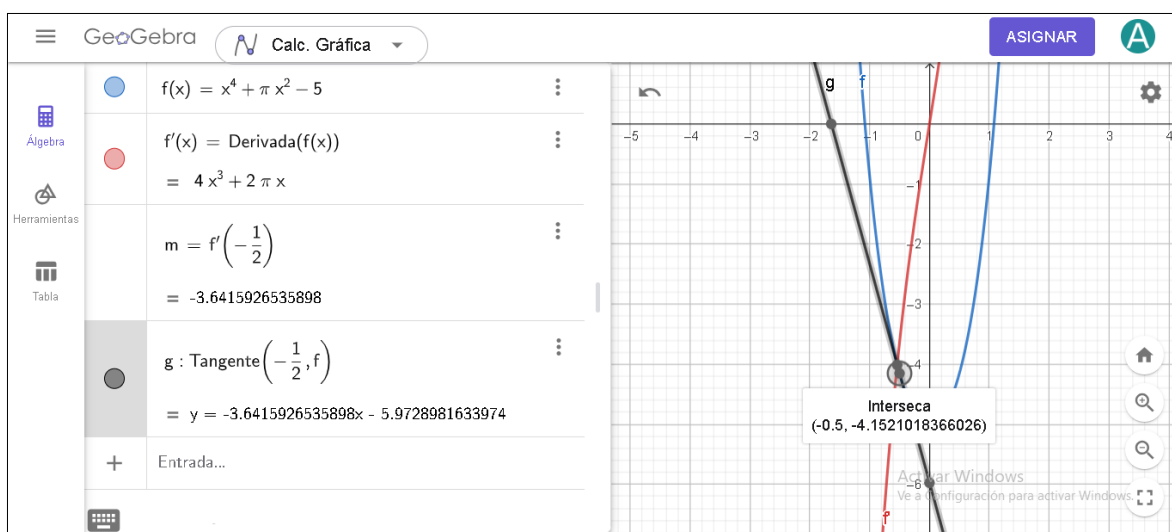 GeoGebra
Calc. Gráfica
ASIGNAR
A
Álgebra
Herramientas
Tabla
f(x) = x⁴ + π x² − 5
f′(x) = Derivada(f(x))
= 4 x³ + 2 π x
m = f′(−1/2)
= -3.6415926535898
g : Tangente(−1/2, f)
= y = -3.6415926535898x - 5.9728981633974
+ Entrada...
g f
-5 -4 -3 -2 -1 0 1 2 3 4
-1
-2
-3
-4
-6
Interseca
(-0.5, -4.1521018366026)
Activar Windows
Ve a Configuración para activar Windows.
f′